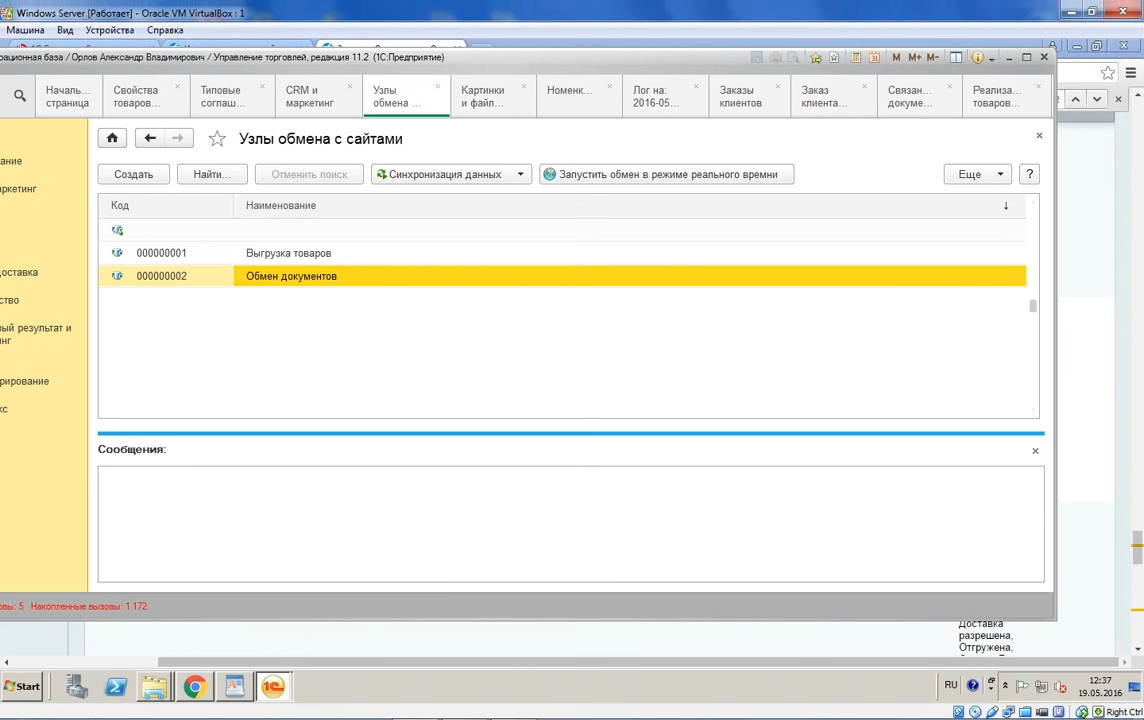 Windows Server [Работает] - Oracle VM VirtualBox : 1
Машина Вид Устройства Справка
рационная база / Орлов Александр Владимирович / Управление торговлей, редакция 11.2 (1С:Предприятие)
M M+ M-
Началь... страница
Свойства товаров...
Типовые соглаш...
CRM и маркетинг
Узлы обмена ...
Картинки и файл...
Номенк...
Лог на: 2016-05...
Заказы клиентов
Заказ клиента...
Связан... докуме...
Реализа... товаров...
ание
аркетинг
оставка
ство
вый результат и
нг
рирование
кс
Узлы обмена с сайтами
Создать Найти... Отменить поиск Синхронизация данных Запустить обмен в режиме реального времни Еще ?
Код Наименование
000000001 Выгрузка товаров
000000002 Обмен документов
Сообщения:
овы: 5 Накопленные вызовы: 1 172
Доставка
разрешена,
Отгружена,
Start
RU
12:37
19.05.2016
Right Ctrl